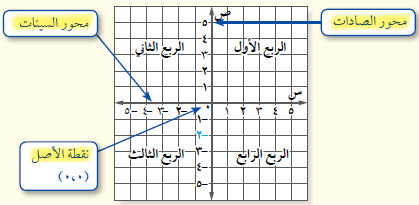 ص
محور الصادات
محور السينات
الربع الثاني
الربع الأول
س
٥
٤
٣
٢
١
٥– ٤– ٣– ٢–
٠
١ ٢ ٣ ٤ ٥
١–
٢
٣–
٤–
٥–
الربع الثالث
الربع الرابع
نقطة الأصل
(٠،٠)